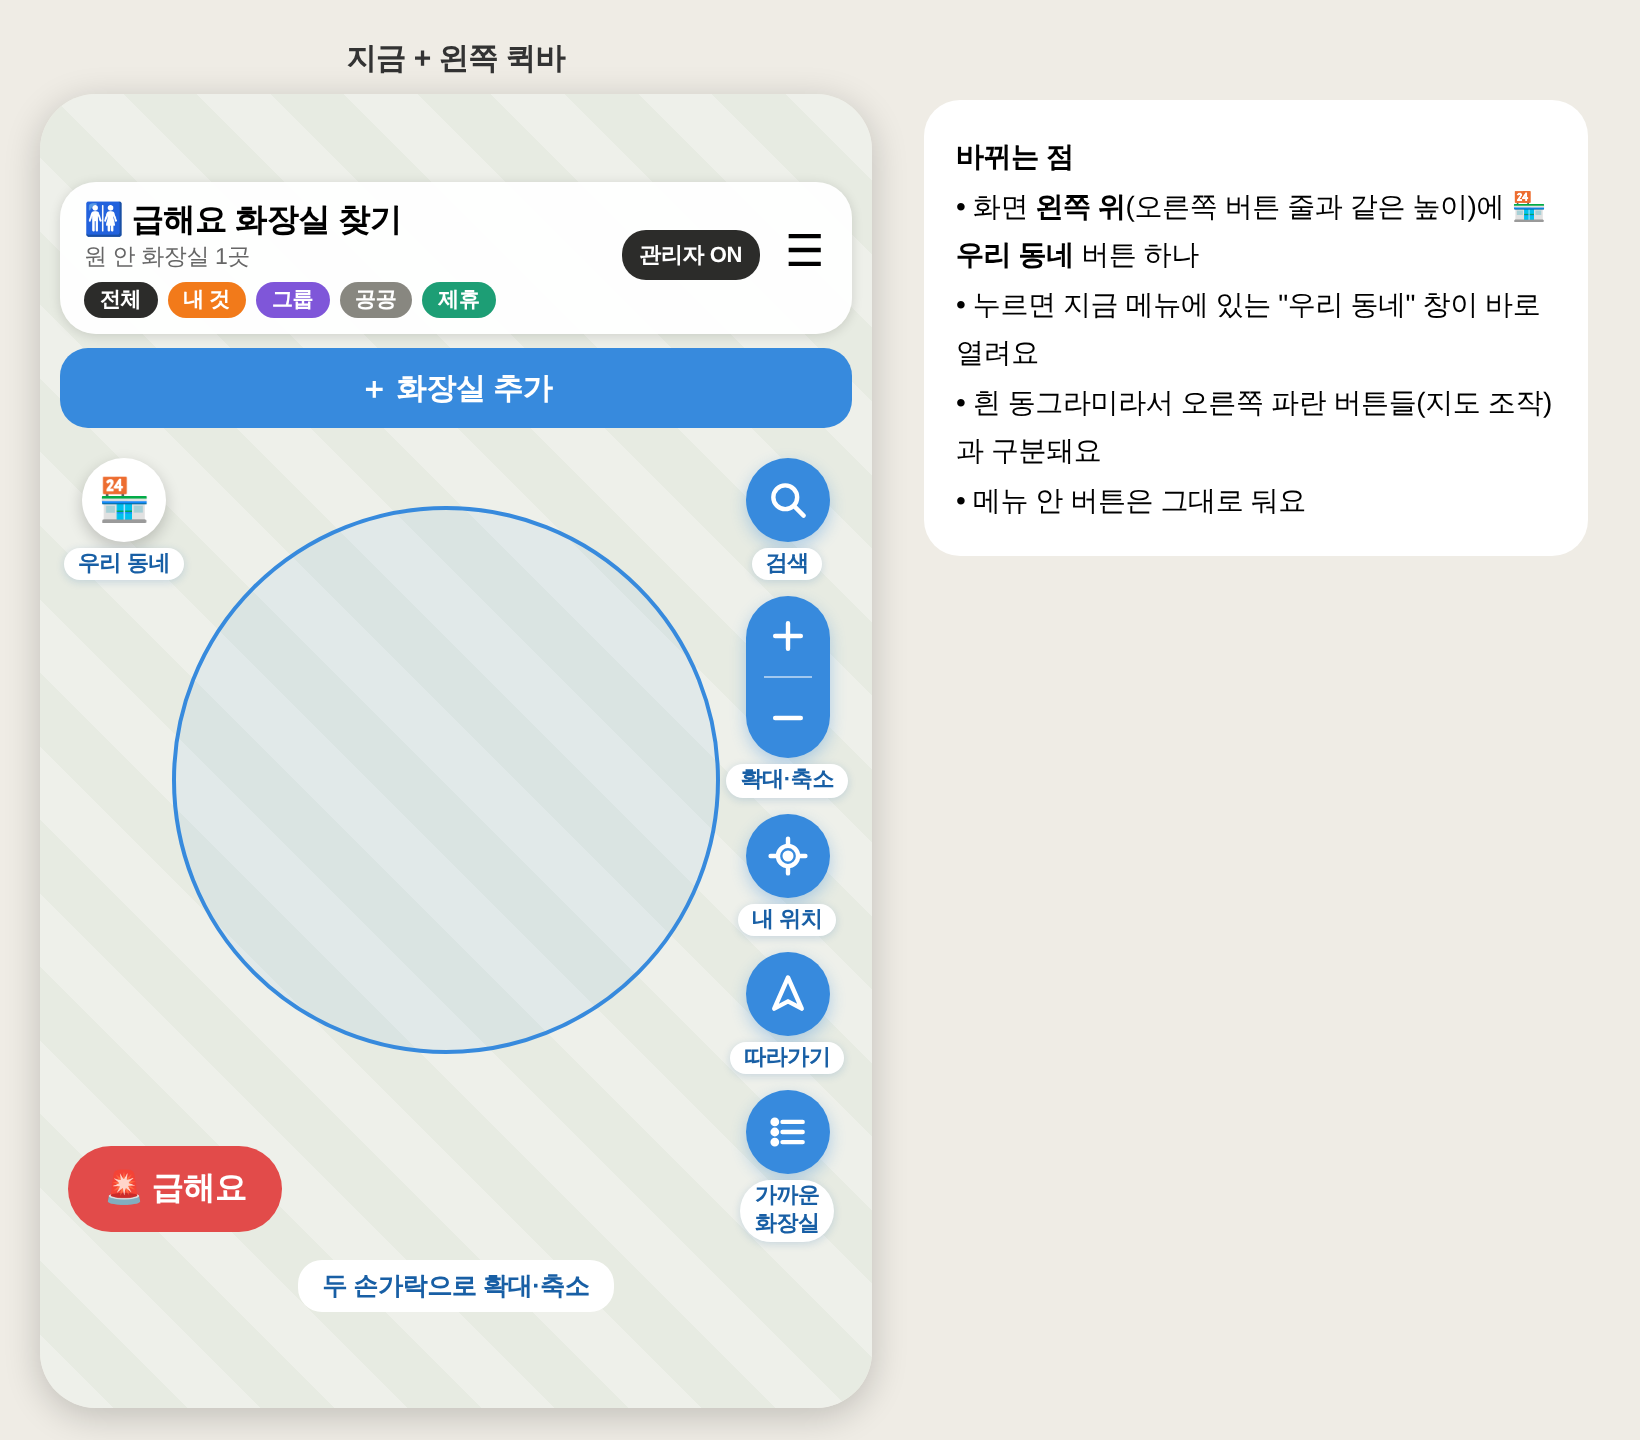 지금 + 왼쪽 퀵바
🚻 급해요 화장실 찾기
원 안 화장실 1곳
전체 내 것 그룹 공공 제휴
관리자 ON
+ 화장실 추가
24
우리 동네
검색
확대·축소
내 위치
따라가기
가까운
화장실
🚨 급해요
두 손가락으로 확대·축소
바뀌는 점
• 화면 왼쪽 위(오른쪽 버튼 줄과 같은 높이)에 🏪
우리 동네 버튼 하나
• 누르면 지금 메뉴에 있는 "우리 동네" 창이 바로
열려요
• 흰 동그라미라서 오른쪽 파란 버튼들(지도 조작)
과 구분돼요
• 메뉴 안 버튼은 그대로 둬요